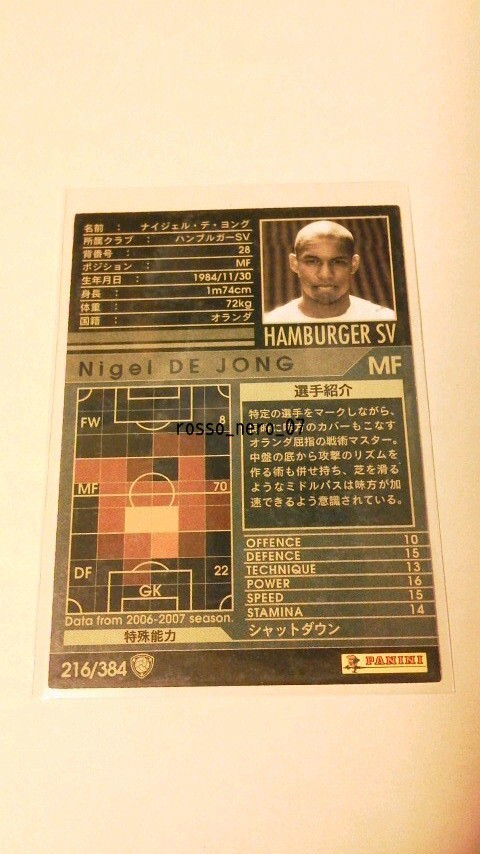 名前 : ナイジェル・デ・ヨング
所属クラブ : ハンブルガーSV
背番号 : 28
ポジション : MF
生年月日 : 1984/11/30
身長 : 1m74cm
体重 : 72kg
国籍 : オランダ
HAMBURGER SV
Nigel DE JONG MF
FW 8
MF 70
DF 22
GK
Data from 2006-2007 season.
選手紹介
特定の選手をマークしながら、
のカバーもこなす
オランダ屈指の戦術マスター。
中盤の底から攻撃のリズムを
作る術も併せ持ち、芝を滑る
ようなミドルパスは味方が加
速できるよう意識されている。
rosso_nero_07
OFFENCE 10
DEFENCE 15
TECHNIQUE 13
POWER 16
SPEED 15
STAMINA 14
特殊能力 シャットダウン
216/384
PANINI